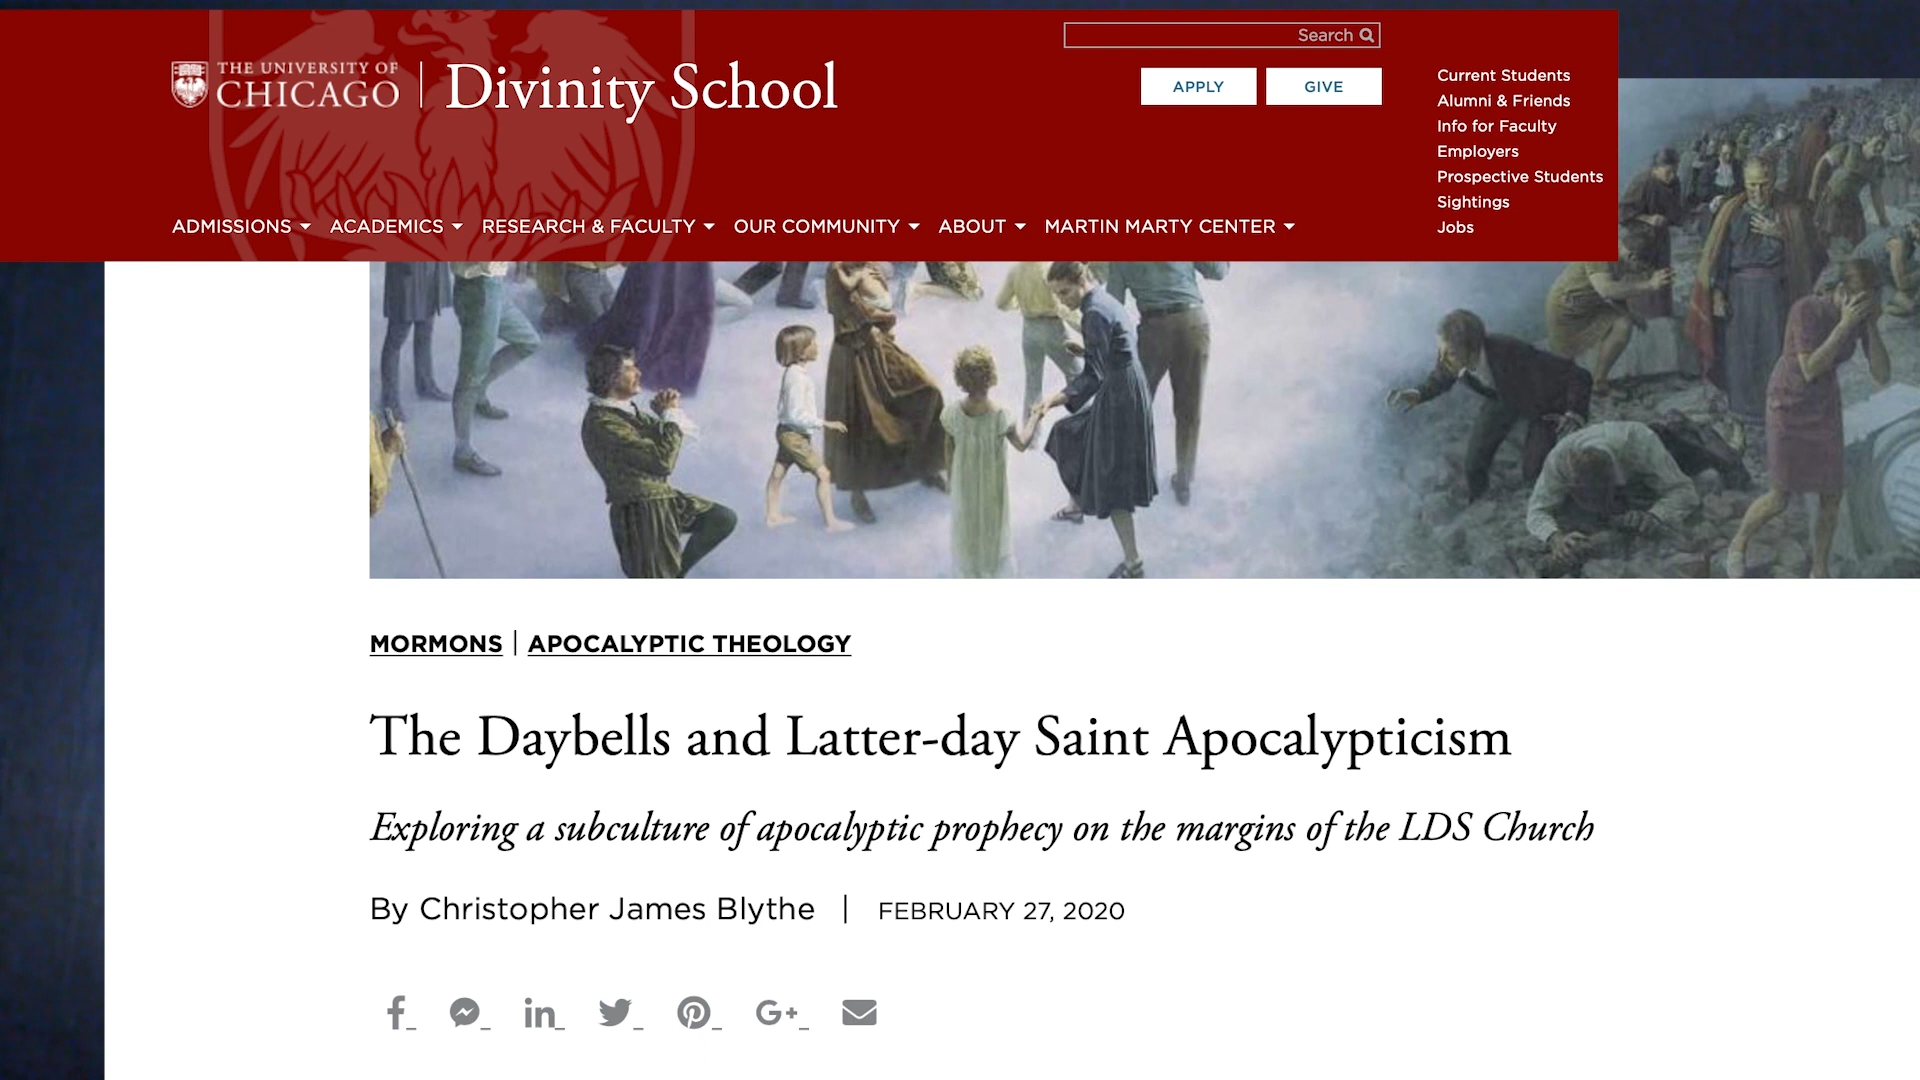 Search
THE UNIVERSITY OF
CHICAGO
Divinity School
APPLY
GIVE
Current Students
Alumni & Friends
Info for Faculty
Employers
Prospective Students
Sightings
Jobs
ADMISSIONS ACADEMICS RESEARCH & FACULTY OUR COMMUNITY ABOUT MARTIN MARTY CENTER
MORMONS | APOCALYPTIC THEOLOGY
The Daybells and Latter-day Saint Apocalypticism
Exploring a subculture of apocalyptic prophecy on the margins of the LDS Church
By Christopher James Blythe | FEBRUARY 27, 2020